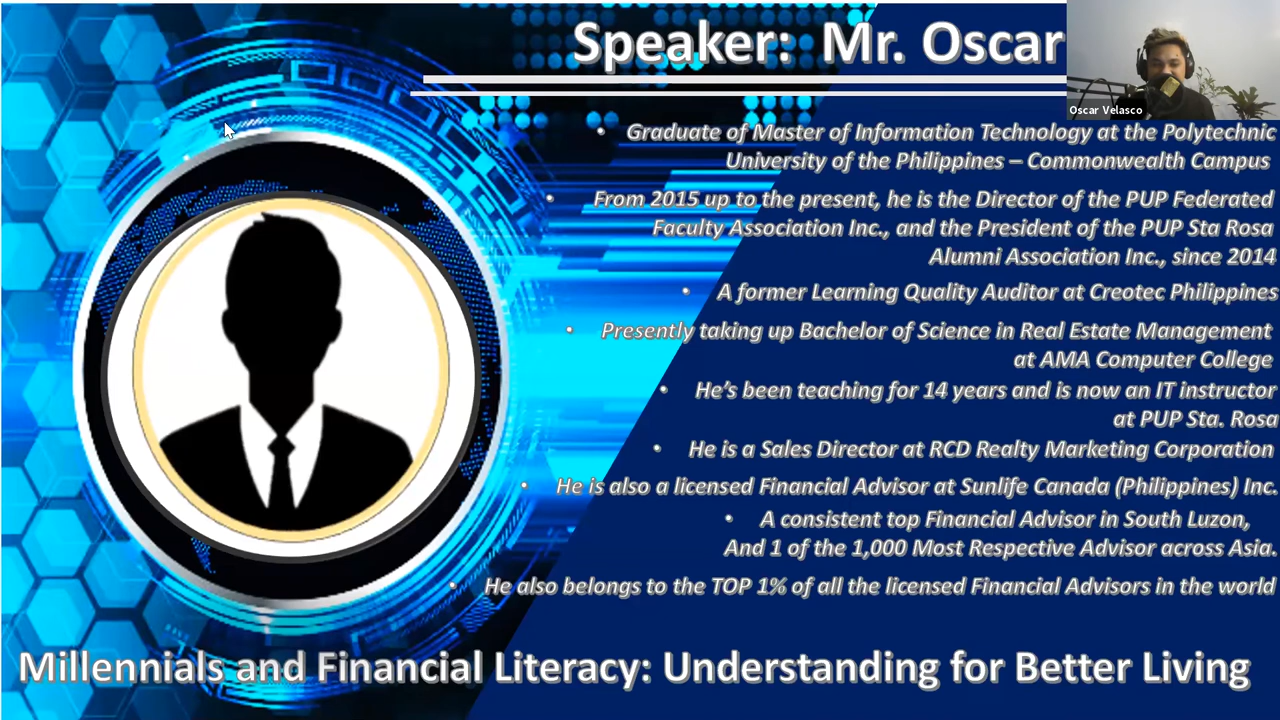 Speaker: Mr. Oscar
Oscar Velasco
• Graduate of Master of Information Technology at the Polytechnic
University of the Philippines – Commonwealth Campus
• From 2015 up to the present, he is the Director of the PUP Federated
Faculty Association Inc., and the President of the PUP Sta Rosa
Alumni Association Inc., since 2014
• A former Learning Quality Auditor at Creotec Philippines
• Presently taking up Bachelor of Science in Real Estate Management
at AMA Computer College
• He’s been teaching for 14 years and is now an IT instructor
at PUP Sta. Rosa
• He is a Sales Director at RCD Realty Marketing Corporation
• He is also a licensed Financial Advisor at Sunlife Canada (Philippines) Inc.
• A consistent top Financial Advisor in South Luzon,
And 1 of the 1,000 Most Respective Advisor across Asia.
• He also belongs to the TOP 1% of all the licensed Financial Advisors in the world
Millennials and Financial Literacy: Understanding for Better Living